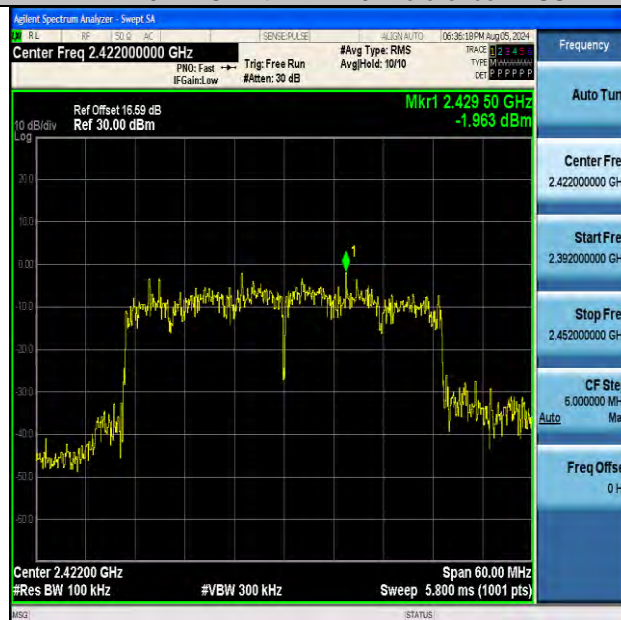 Agilent Spectrum Analyzer - Swept SA
RL RF 50 Ω AC SENSE:PULSE ALIGN AUTO 06:36:18 PM Aug 05, 2024
Center Freq 2.422000000 GHz
PNO: Fast Trig: Free Run
IFGain:Low #Atten: 30 dB
#Avg Type: RMS
Avg|Hold: 10/10
TRACE 1 2 3 4 5 6
TYPE M
DET P P P P P P
Frequency
Ref Offset 16.59 dB
10 dB/div Ref 30.00 dBm
Log
Mkr1 2.429 50 GHz
-1.963 dBm
20.0
10.0
0.00
-10.0
-20.0
-30.0
-40.0
-50.0
-60.0
1
Center 2.42200 GHz Span 60.00 MHz
#Res BW 100 kHz #VBW 300 kHz Sweep 5.800 ms (1001 pts)
Auto Tun
Center Fre
2.422000000 GH
Start Fre
2.392000000 GH
Stop Fre
2.452000000 GH
CF Ste
6.000000 MH
Auto Ma
Freq Offse
0 H
MSG STATUS